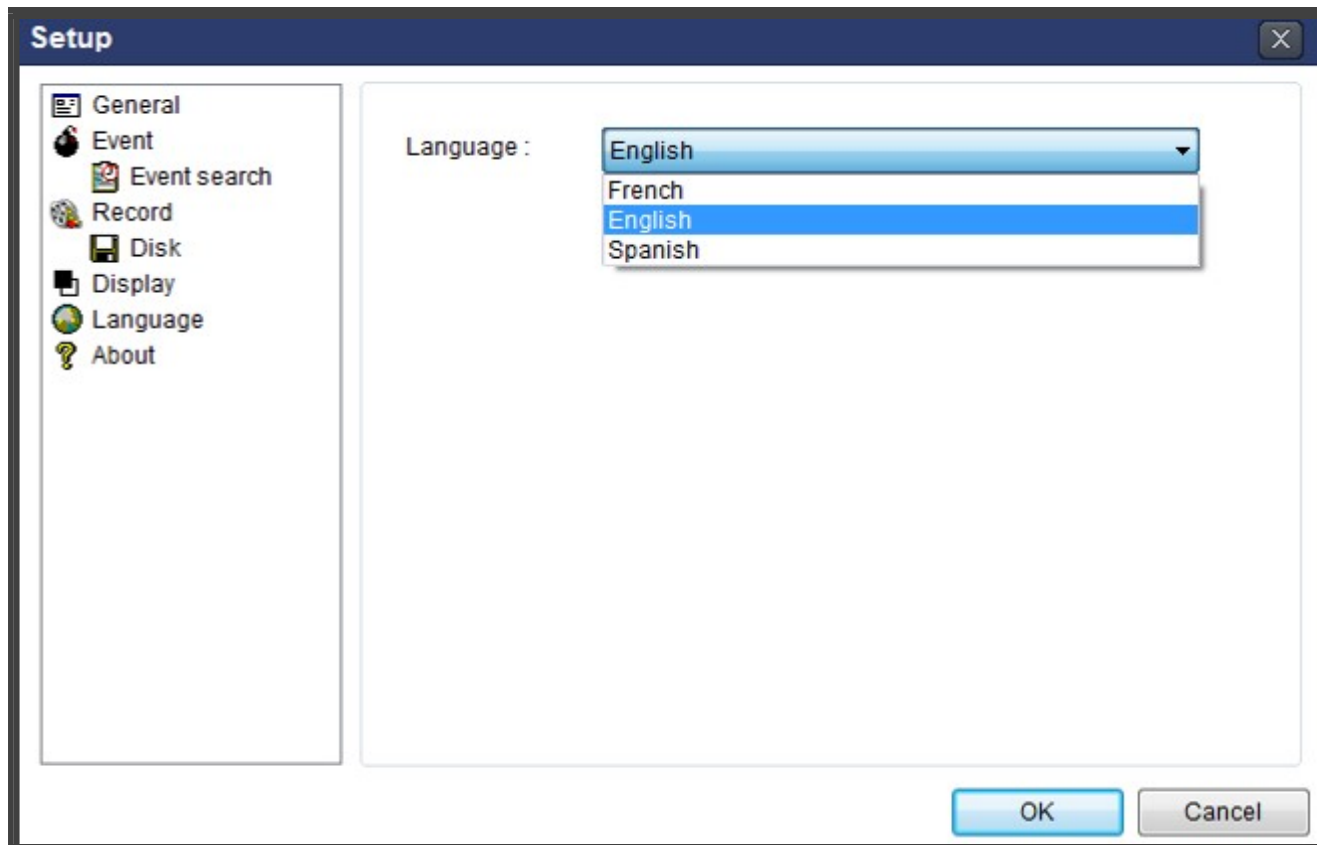 Setup
General
Event
Event search
Record
Disk
Display
Language
About
Language :
English
French
English
Spanish
OK
Cancel